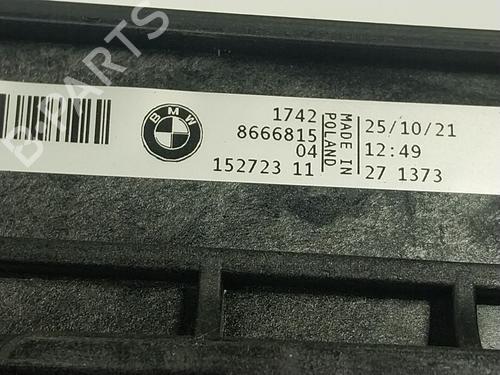 B-PARTS
BMW
1742
8666815
04
152723 11
MADE IN
POLAND
25/10/21
12:49
27 1373